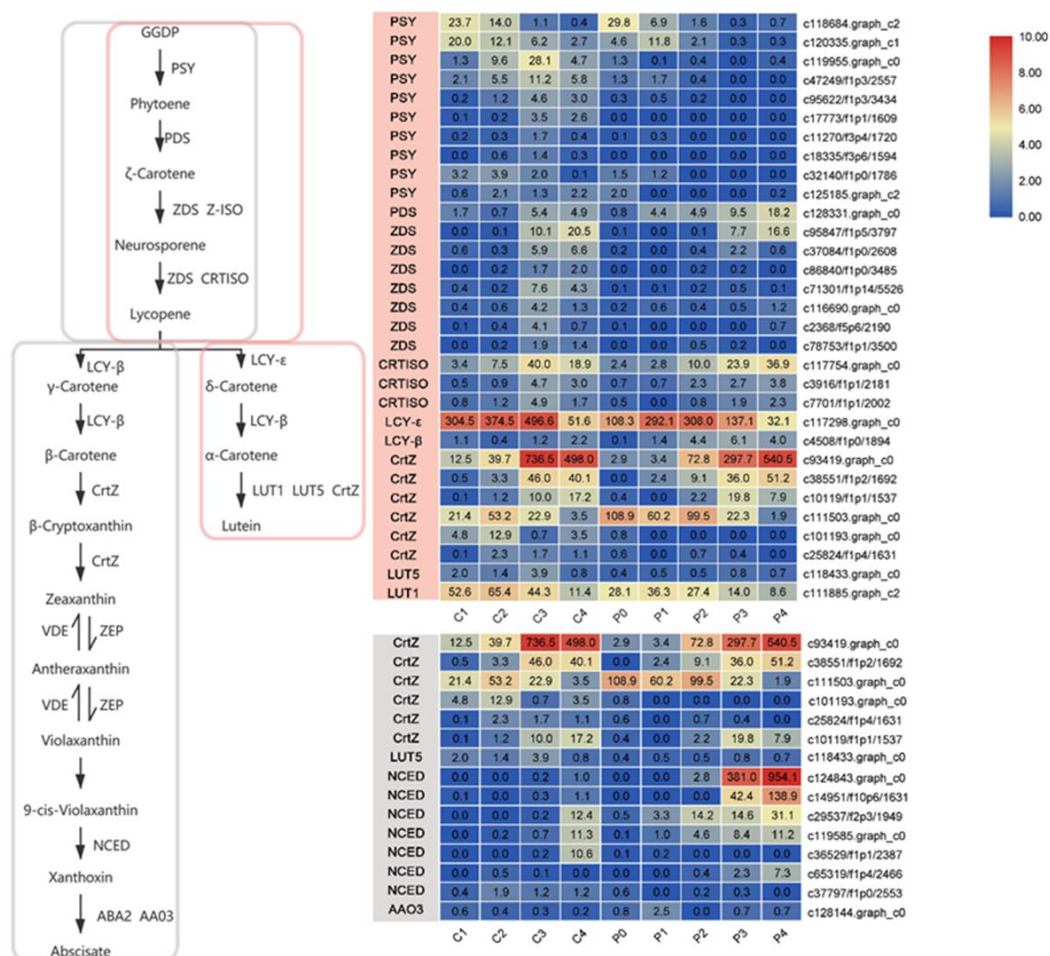 GGDP
PSY
Phytoene
PDS
ζ-Carotene
ZDS Z-ISO
Neurosporene
ZDS CRTISO
Lycopene
LCY-β
LCY-ε
γ-Carotene
δ-Carotene
LCY-β
LCY-β
β-Carotene
α-Carotene
CrtZ
LUT1 LUT5 CrtZ
β-Cryptoxanthin
Lutein
CrtZ
Zeaxanthin
VDE ZEP
Antheraxanthin
VDE ZEP
Violaxanthin
9-cis-Violaxanthin
NCED
Xanthoxin
ABA2 AA03
Abscisate
PSY 23.7 14.0 1.1 0.4 29.8 6.9 1.6 0.3 0.7 c118684.graph_c2
PSY 20.0 12.1 6.2 2.7 4.6 11.8 2.1 0.3 0.3 c120335.graph_c1
PSY 1.3 9.6 28.1 4.7 1.3 0.1 0.4 0.0 0.4 c119955.graph_c0
PSY 2.1 5.5 11.2 5.8 1.3 1.7 0.4 0.0 0.0 c47249/f1p3/2557
PSY 0.2 1.2 4.6 3.0 0.3 0.5 0.2 0.0 0.0 c95622/f1p3/3434
PSY 0.1 0.2 3.5 2.6 0.0 0.0 0.0 0.0 0.0 c17773/f1p1/1609
PSY 0.2 0.3 1.7 0.4 0.1 0.3 0.0 0.0 0.0 c11270/f3p4/1720
PSY 0.0 0.6 1.4 0.3 0.0 0.0 0.0 0.0 0.0 c18335/f3p6/1594
PSY 3.2 3.9 2.0 0.1 1.5 1.2 0.0 0.0 0.0 c32140/f1p0/1786
PSY 0.6 2.1 1.3 2.2 2.0 0.0 0.0 0.0 0.2 c125185.graph_c2
PDS 1.7 0.7 5.4 4.9 0.8 4.4 4.9 9.5 18.2 c128331.graph_c0
ZDS 0.0 0.1 10.1 20.5 0.1 0.0 0.1 7.7 16.6 c95847/f1p5/3797
ZDS 0.6 0.3 5.9 6.6 0.2 0.0 0.4 2.2 0.6 c37084/f1p0/2608
ZDS 0.0 0.2 1.7 2.0 0.0 0.0 0.2 0.2 0.0 c86840/f1p0/3485
ZDS 0.4 0.2 7.6 4.3 0.1 0.1 0.2 0.5 0.1 c71301/f1p14/5526
ZDS 0.4 0.6 4.2 1.3 0.2 0.6 0.4 0.5 1.2 c116690.graph_c0
ZDS 0.1 0.4 4.1 0.7 0.1 0.0 0.0 0.0 0.7 c2368/f5p6/2190
ZDS 0.0 0.2 1.9 1.4 0.0 0.0 0.5 0.2 0.0 c78753/f1p1/3500
CRTISO 3.4 7.5 40.0 18.9 2.4 2.8 10.0 23.9 36.9 c117754.graph_c0
CRTISO 0.5 0.9 4.7 3.0 0.7 0.7 2.3 2.7 3.8 c3916/f1p1/2181
CRTISO 0.8 1.2 4.9 1.7 0.5 0.0 0.8 1.9 2.3 c7701/f1p1/2002
LCY-ε 304.5 374.5 496.6 51.6 108.3 292.1 308.0 137.1 32.1 c117298.graph_c0
LCY-β 1.1 0.4 1.2 2.2 0.1 1.4 4.4 6.1 4.0 c4508/f1p0/1894
CrtZ 12.5 39.7 736.5 498.0 2.9 3.4 72.8 297.7 540.5 c93419.graph_c0
CrtZ 0.5 3.3 46.0 40.1 0.0 2.4 9.1 36.0 51.2 c38551/f1p2/1692
CrtZ 0.1 1.2 10.0 17.2 0.4 0.0 2.2 19.8 7.9 c10119/f1p1/1537
CrtZ 21.4 53.2 22.9 3.5 108.9 60.2 99.5 22.3 1.9 c111503.graph_c0
CrtZ 4.8 12.9 0.7 3.5 0.8 0.0 0.0 0.0 0.0 c101193.graph_c0
CrtZ 0.1 2.3 1.7 1.1 0.6 0.0 0.7 0.4 0.0 c25824/f1p4/1631
LUT5 2.0 1.4 3.9 0.8 0.4 0.5 0.5 0.8 0.7 c118433.graph_c0
LUT1 52.6 65.4 44.3 11.4 28.1 36.3 27.4 14.0 8.6 c111885.graph_c2
C1 C2 C3 C4 P0 P1 P2 P3 P4
CrtZ 12.5 39.7 736.5 498.0 2.9 3.4 72.8 297.7 540.5 c93419.graph_c0
CrtZ 0.5 3.3 46.0 40.1 0.0 2.4 9.1 36.0 51.2 c38551/f1p2/1692
CrtZ 21.4 53.2 22.9 3.5 108.9 60.2 99.5 22.3 1.9 c111503.graph_c0
CrtZ 4.8 12.9 0.7 3.5 0.8 0.0 0.0 0.0 0.0 c101193.graph_c0
CrtZ 0.1 2.3 1.7 1.1 0.6 0.0 0.7 0.4 0.0 c25824/f1p4/1631
CrtZ 0.1 1.2 10.0 17.2 0.4 0.0 2.2 19.8 7.9 c10119/f1p1/1537
LUT5 2.0 1.4 3.9 0.8 0.4 0.5 0.5 0.8 0.7 c118433.graph_c0
NCED 0.0 0.0 0.2 1.0 0.0 0.0 2.8 381.0 954.1 c124843.graph_c0
NCED 0.1 0.0 0.3 1.1 0.0 0.0 0.0 42.4 138.9 c14951/f10p6/1631
NCED 0.0 0.0 0.2 12.4 0.5 3.3 14.2 14.6 31.1 c29537/f2p3/1949
NCED 0.0 0.2 0.7 11.3 0.1 1.0 4.6 8.4 11.2 c119585.graph_c0
NCED 0.0 0.0 0.2 10.6 0.1 0.2 0.0 0.0 0.0 c36529/f1p1/2387
NCED 0.0 0.5 0.1 0.0 0.0 0.0 0.4 2.3 7.3 c65319/f1p4/2466
NCED 0.4 1.9 1.2 1.2 0.6 0.0 0.2 0.3 0.0 c37797/f1p0/2553
AAO3 0.6 0.4 0.3 0.2 0.8 2.5 0.0 0.7 0.7 c128144.graph_c0
C1 C2 C3 C4 P0 P1 P2 P3 P4
10.00
8.00
6.00
4.00
2.00
0.00